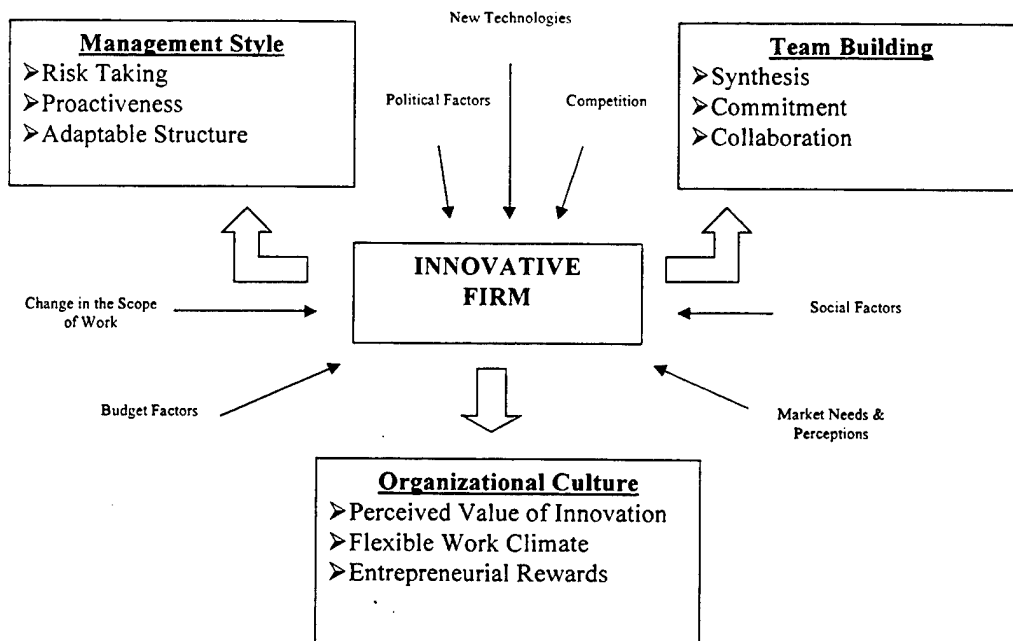 New Technologies
Management Style
➢Risk Taking
➢Proactiveness
➢Adaptable Structure
Political Factors
Competition
Team Building
➢Synthesis
➢Commitment
➢Collaboration
INNOVATIVE
FIRM
Change in the Scope
of Work
Social Factors
Budget Factors
Market Needs &
Perceptions
Organizational Culture
➢Perceived Value of Innovation
➢Flexible Work Climate
➢Entrepreneurial Rewards